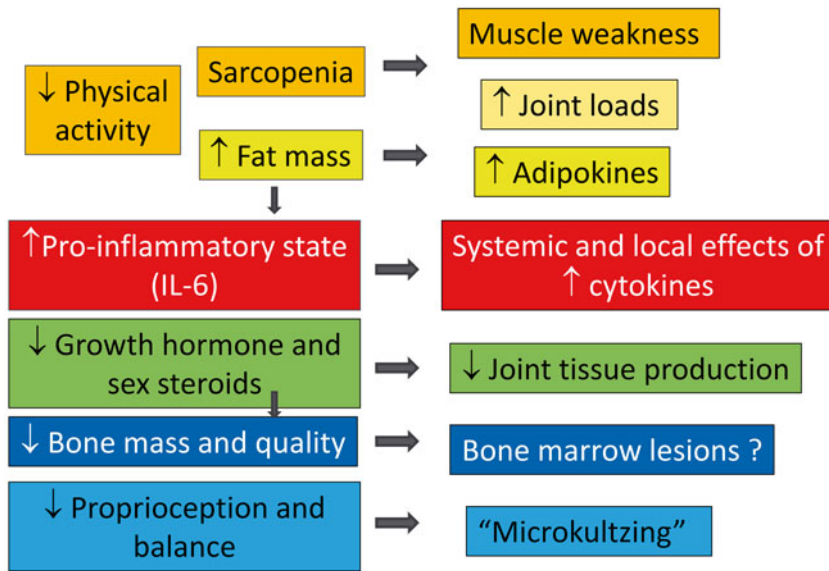 Sarcopenia
Muscle weakness
↓ Physical
activity
↑ Joint loads
↑ Fat mass
↑ Adipokines
↑Pro-inflammatory state
(IL-6)
Systemic and local effects of
↑ cytokines
↓ Growth hormone and
sex steroids
↓ Joint tissue production
↓ Bone mass and quality
Bone marrow lesions ?
↓ Proprioception and
balance
“Microkultzing”